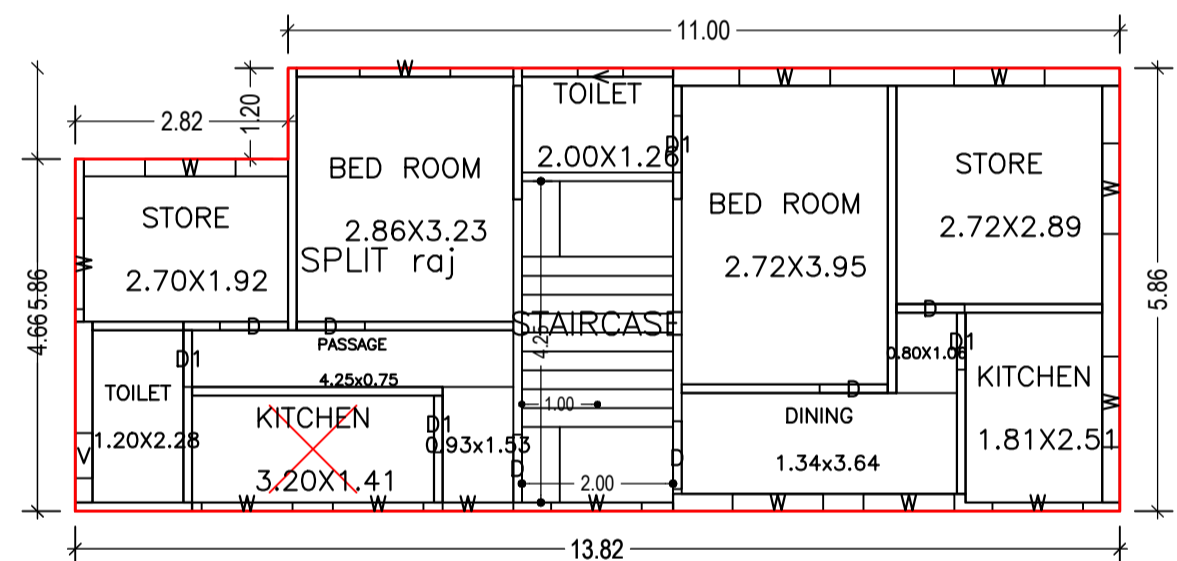 11.00
2.82
1.20
W
W
W
TOILET
2.00X1.26
D1
BED ROOM
2.86X3.23
SPLIT raj
STORE
2.72X2.89
W
BED ROOM
2.72X3.95
W
STORE
2.70X1.92
W
5.86
4.66
5.86
STAIRCASE
4.25
D
D
D
PASSAGE
4.25x0.75
D1
D1
0.80X1.06
TOILET
1.20X2.28
V
KITCHEN
3.20X1.41
D1
0.93x1.53
D
1.00
2.00
D
D
DINING
1.34x3.64
KITCHEN
1.81X2.51
W
W
W
W
W
W
W
W
13.82